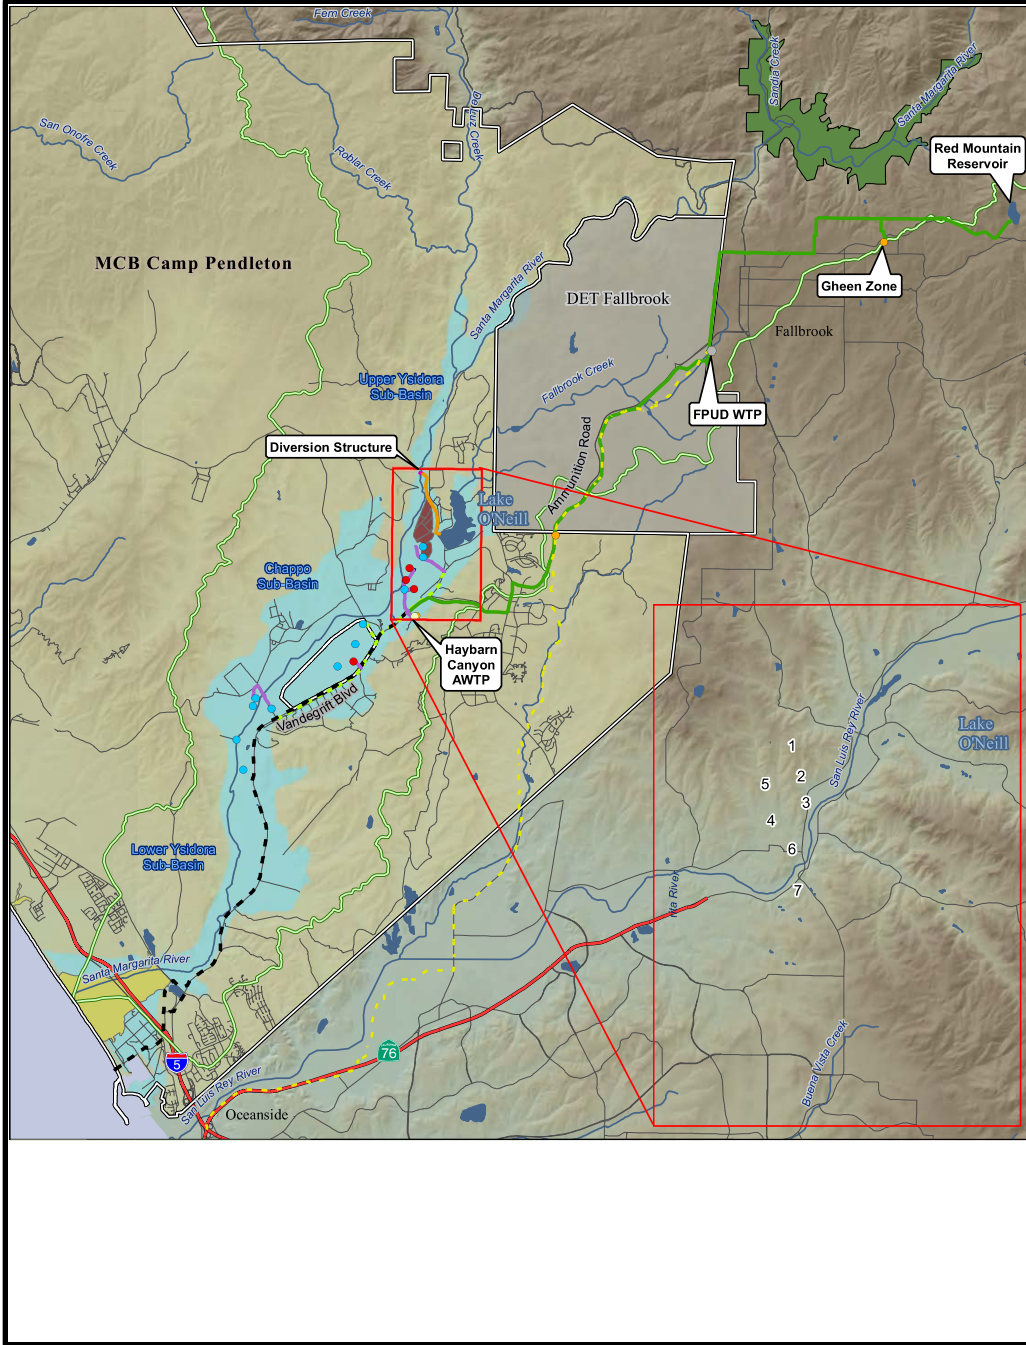 Fern Creek
De Luz Creek
Sandia Creek
Santa Margarita River
San Onofre Creek
Roblar Creek
Red Mountain
Reservoir
MCB Camp Pendleton
Santa Margarita River
DET Fallbrook
Gheen Zone
Fallbrook
Upper Ysidora
Sub-Basin
Fallbrook Creek
FPUD WTP
Diversion Structure
Ammunition Road
Lake
O'Neill
Chappo
Sub-Basin
Haybarn
Canyon
AWTP
Vandegrift Blvd
San Luis Rey River
Lake
O'Neill
1
2
5
3
4
6
7
Lower Ysidora
Sub-Basin
River
Santa Margarita River
76
5
San Luis Rey River
Buena Vista Creek
Oceanside